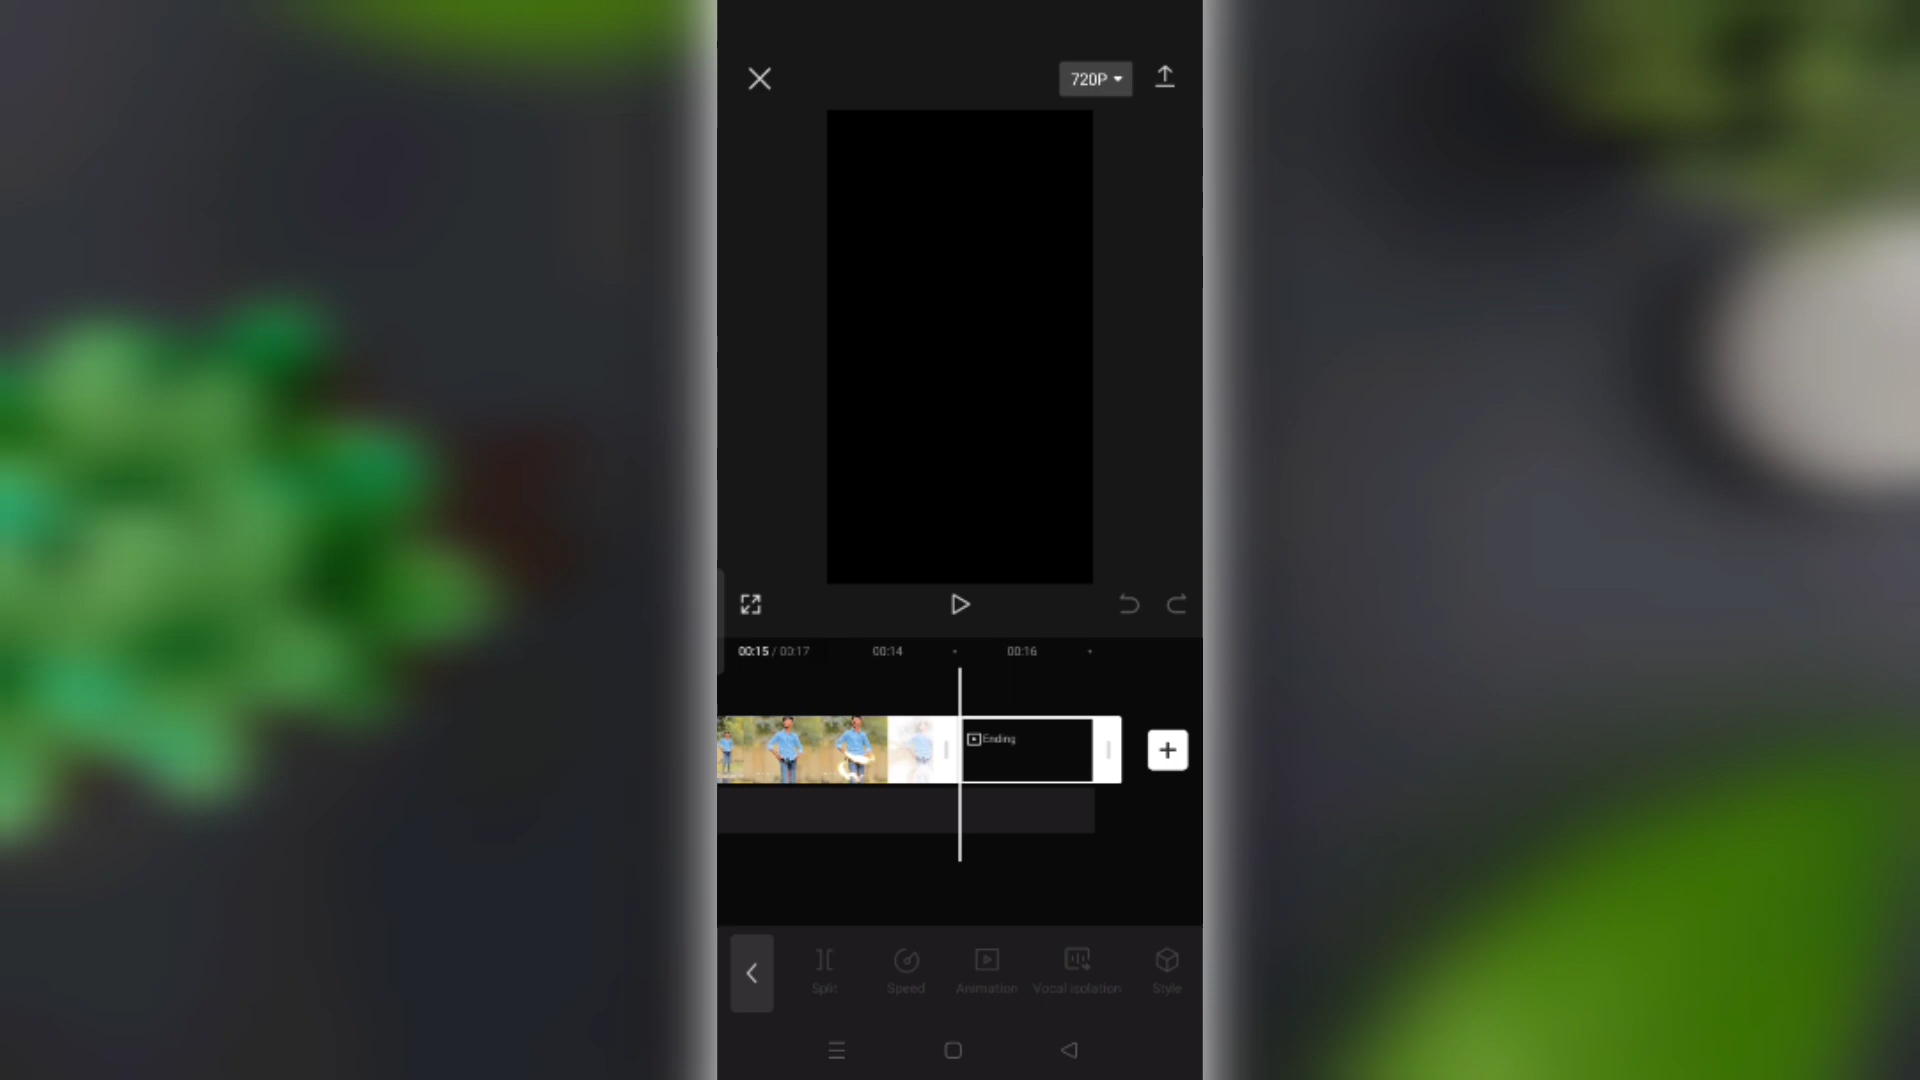 720P
00:15 / 00:17
00:14
00:16
Ending
Split
Speed
Animation
Vocal isolation
Style